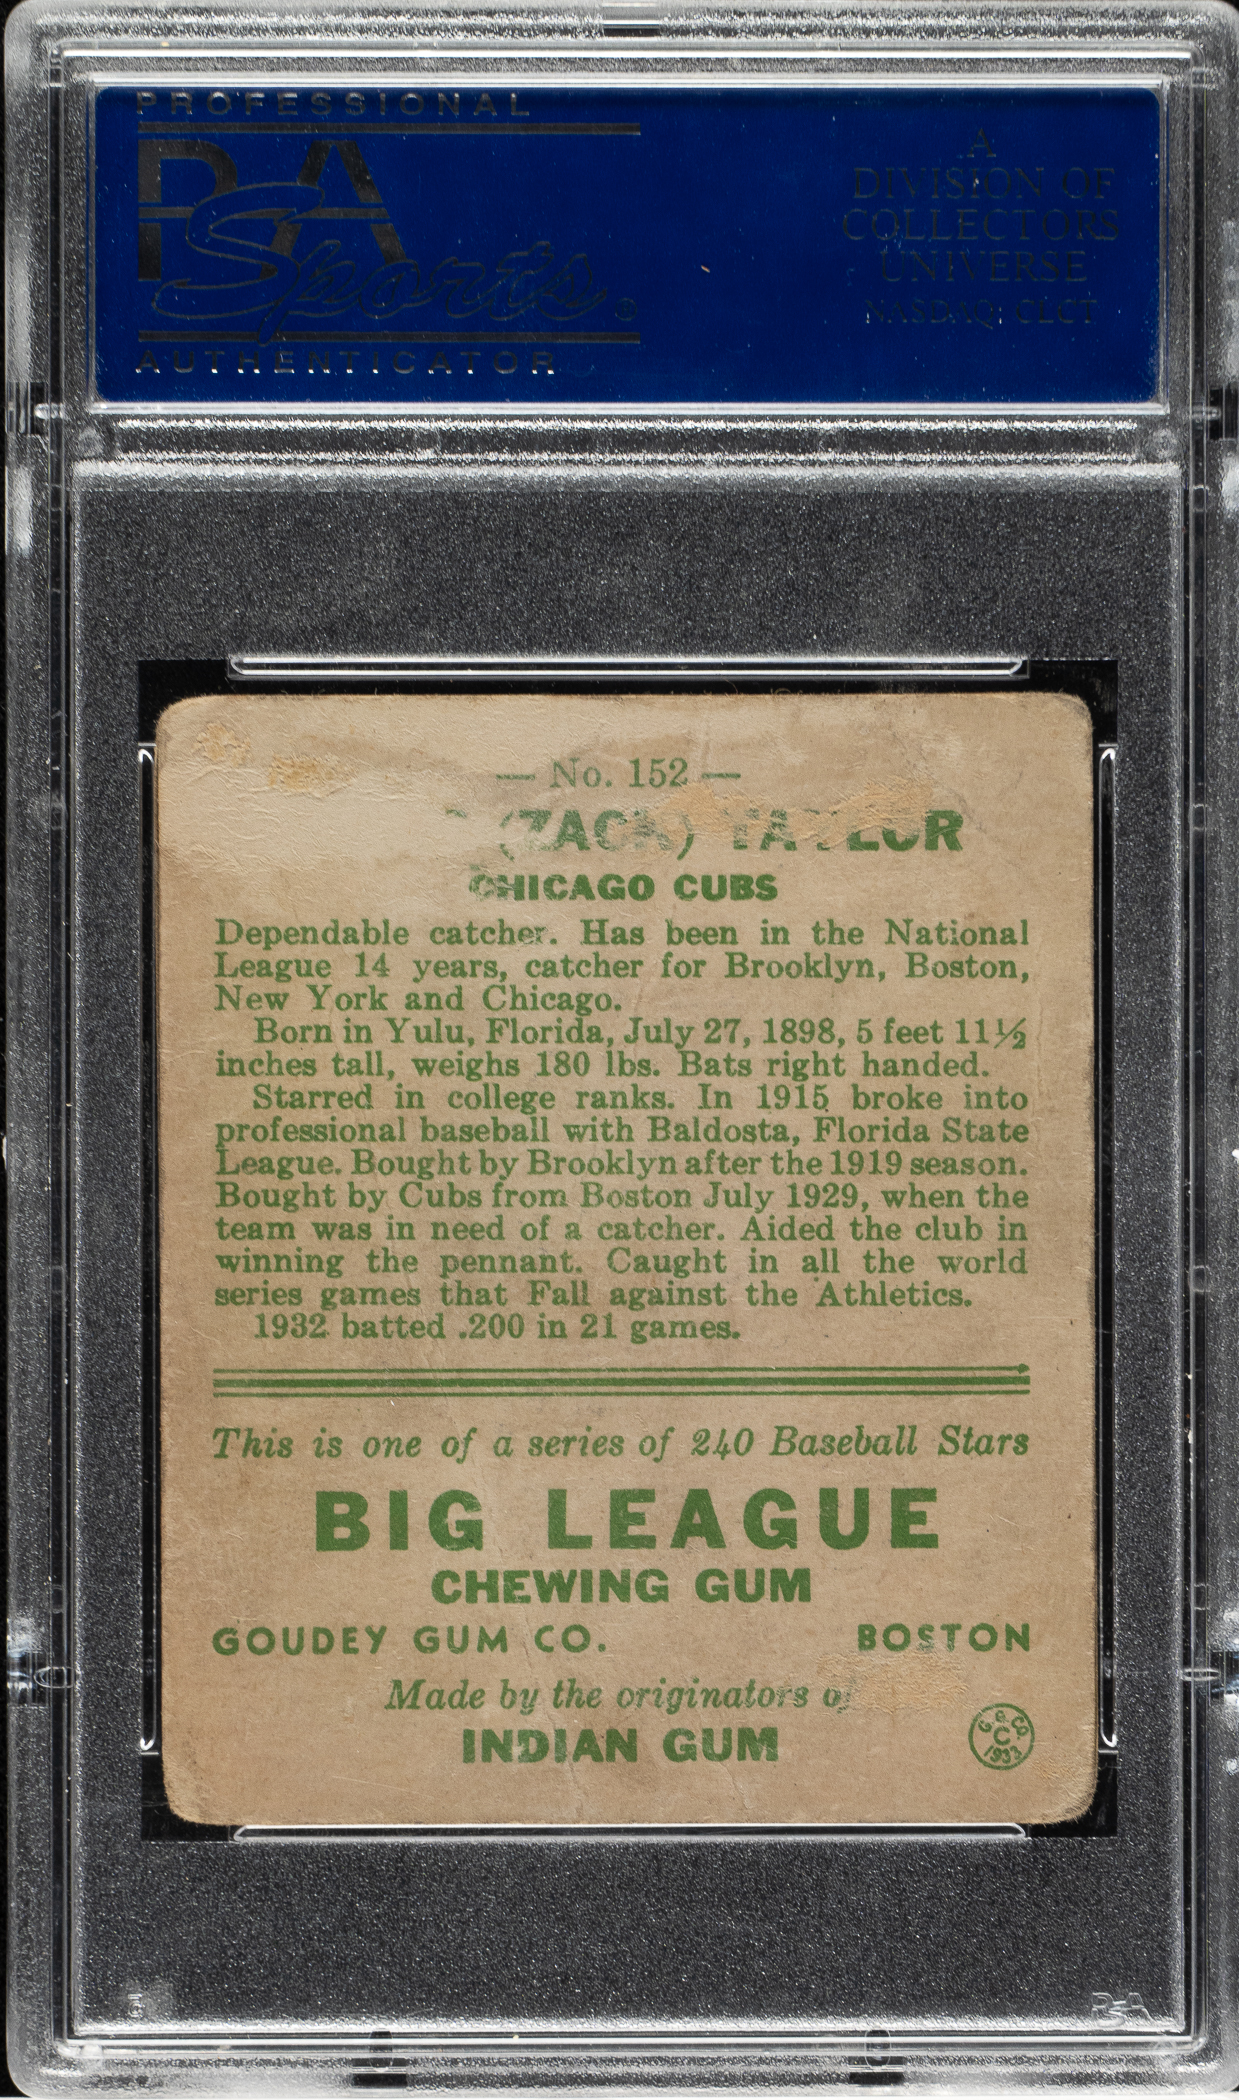 PROFESSIONAL
PSA
Sports ®
AUTHENTICATOR
A
DIVISION OF
COLLECTORS
UNIVERSE
NASDAQ: CLCT
— No. 152 —
(ZACK) TAYLOR
CHICAGO CUBS
Dependable catcher. Has been in the National
League 14 years, catcher for Brooklyn, Boston,
New York and Chicago.
Born in Yulu, Florida, July 27, 1898, 5 feet 11½
inches tall, weighs 180 lbs. Bats right handed.
Starred in college ranks. In 1915 broke into
professional baseball with Baldosta, Florida State
League. Bought by Brooklyn after the 1919 season.
Bought by Cubs from Boston July 1929, when the
team was in need of a catcher. Aided the club in
winning the pennant. Caught in all the world
series games that Fall against the Athletics.
1932 batted .200 in 21 games.
This is one of a series of 240 Baseball Stars
BIG LEAGUE
CHEWING GUM
GOUDEY GUM CO. BOSTON
Made by the originators of
INDIAN GUM
G. G. CO
C
1933
PSA